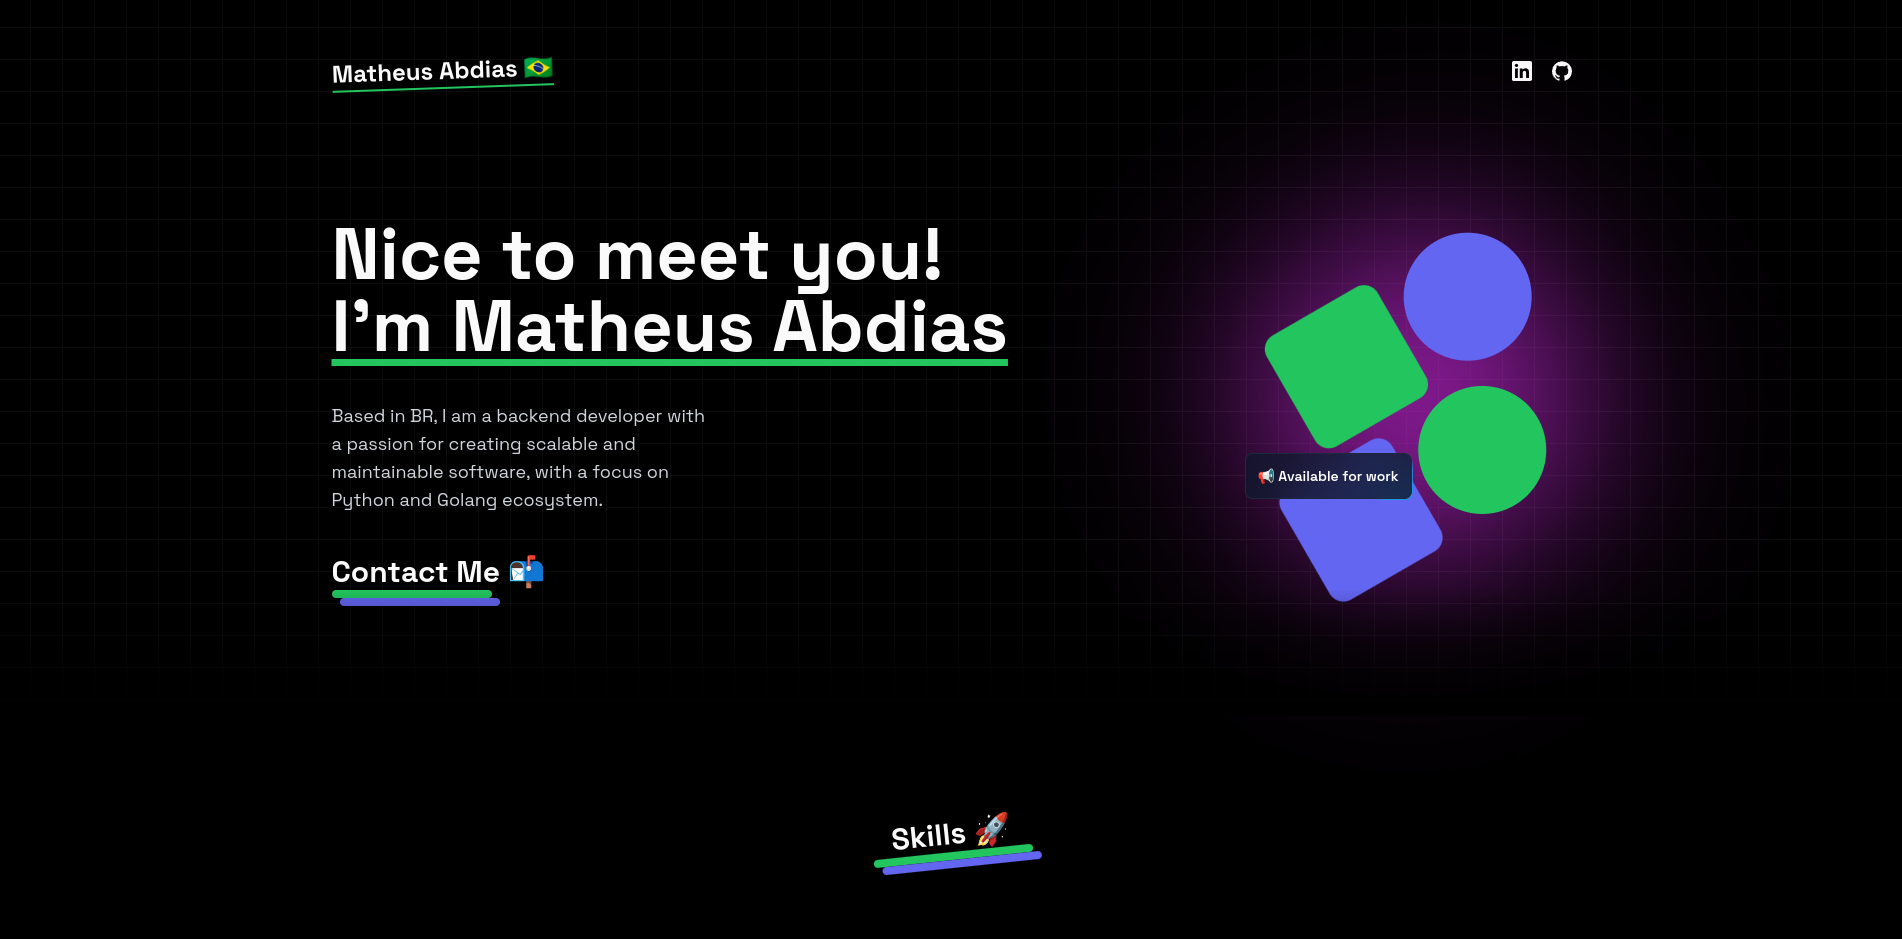 Matheus Abdias 🇧🇷
Nice to meet you!
I’m Matheus Abdias
Based in BR, I am a backend developer with
a passion for creating scalable and
maintainable software, with a focus on
Python and Golang ecosystem.
Contact Me 📬
📢 Available for work
Skills 🚀